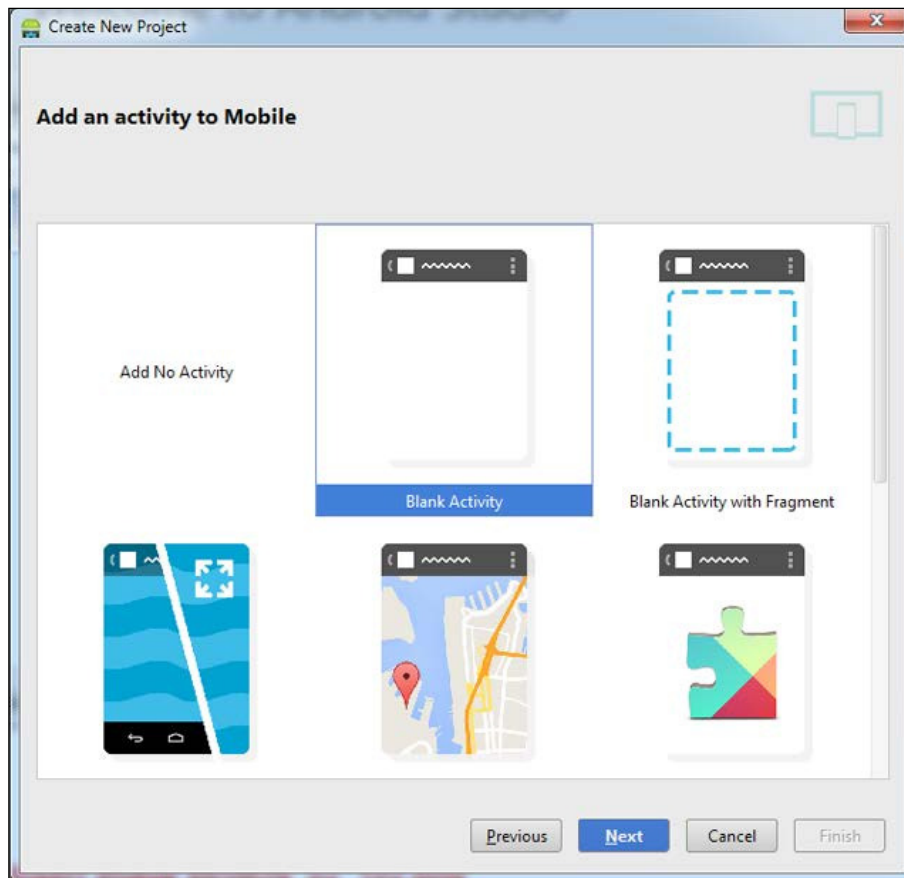 Create New Project
Add an activity to Mobile
Add No Activity
Blank Activity
Blank Activity with Fragment
Previous
Next
Cancel
Finish